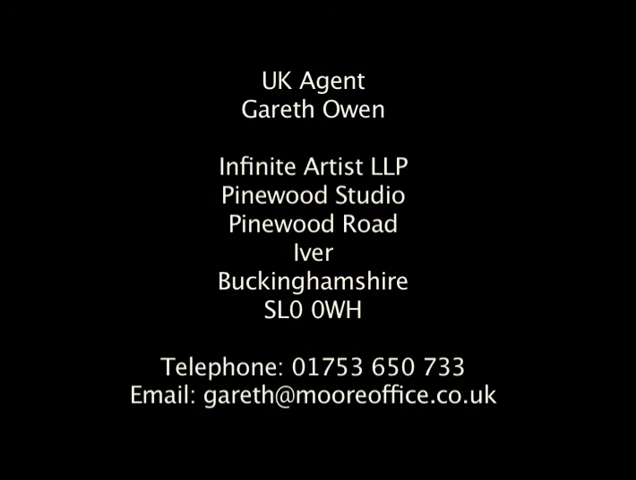 UK Agent
Gareth Owen
Infinite Artist LLP
Pinewood Studio
Pinewood Road
Iver
Buckinghamshire
SL0 0WH
Telephone: 01753 650 733
Email: gareth@mooreoffice.co.uk